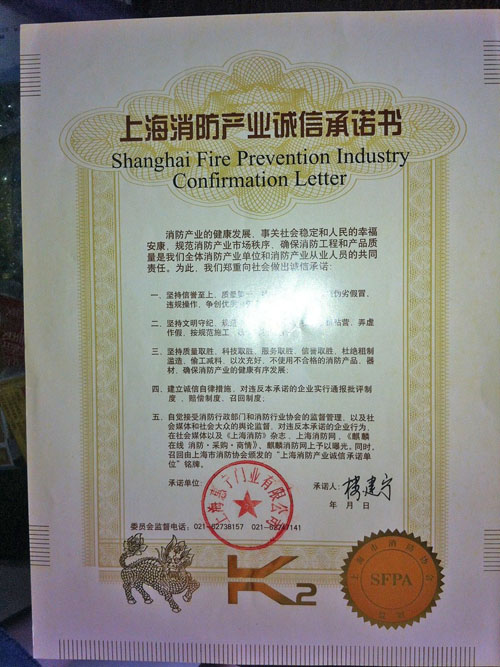 上海消防产业诚信承诺书
Shanghai Fire Prevention Industry
Confirmation Letter
消防产业的健康发展、事关社会稳定和人民的幸福
安康、规范消防产业市场秩序、确保消防工程和产品质
量是我们全体消防产业单位和消防产业从业人员的共同
责任。为此、我们郑重向社会做出诚信承诺：
一、坚持信誉至上、质量第一
违规操作、争创优
二、坚持文明守纪、规
弄虚
作假、按规范施工
三、坚持质量取胜、科技取胜、服务取胜、信誉取胜、杜绝粗制
滥造、偷工减料、以次充好、不使用不合格的消防产品、器
材、确保消防产业的健康有序发展；
四、建立诚信自律措施、对违反本承诺的企业实行通报批评制
度、赔偿制度、召回制度；
五、自觉接受消防行政部门和消防行业协会的监督管理、以及社
会媒体和社会大众的舆论监督、对违反本承诺的企业行为、
在社会媒体以及《上海消防》杂志、上海消防网、《麒麟
在线 消防·采购·商情》、麒麟消防网上予以曝光。同时、
召回由上海市消防协会颁发的“上海消防产业诚信承诺单
位”铭牌。
承诺单位：
承诺人：楼建宁
上海惠宁门业有限公司
年 月 日
委员会监督电话：021-62738157 021-62747141
K2
上海市消防协会
SFPA